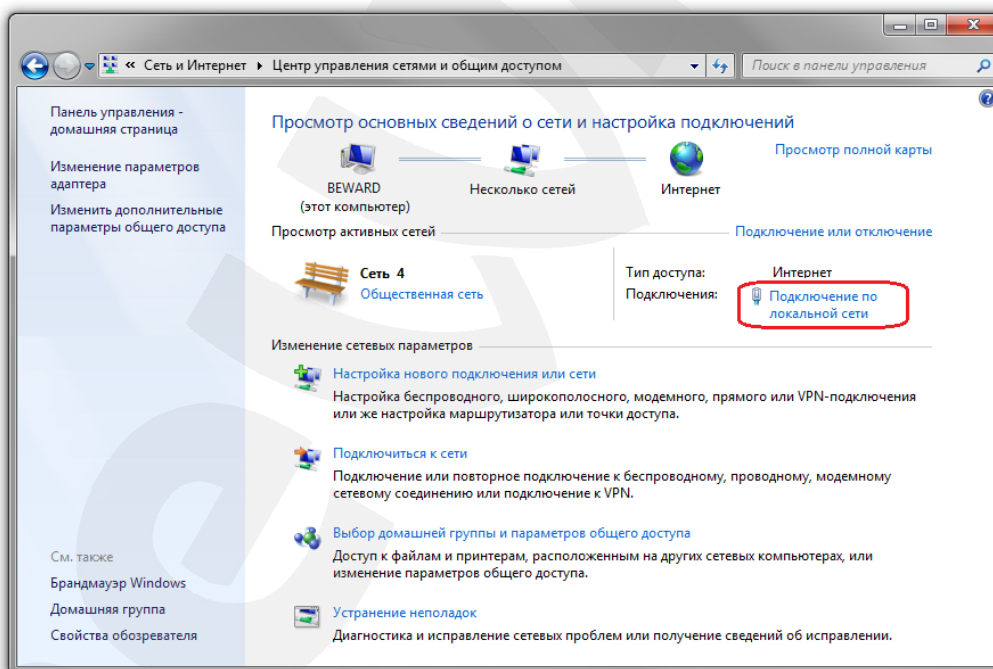 « Сеть и Интернет ▸ Центр управления сетями и общим доступом
Поиск в панели управления
Панель управления -
домашняя страница
Изменение параметров
адаптера
Изменить дополнительные
параметры общего доступа
См. также
Брандмауэр Windows
Домашняя группа
Свойства обозревателя
Просмотр основных сведений о сети и настройка подключений
Просмотр полной карты
BEWARD
(этот компьютер)
Несколько сетей
Интернет
Просмотр активных сетей
Подключение или отключение
Сеть 4
Общественная сеть
Тип доступа: Интернет
Подключения: Подключение по
локальной сети
Изменение сетевых параметров
Настройка нового подключения или сети
Настройка беспроводного, широкополосного, модемного, прямого или VPN-подключения
или же настройка маршрутизатора или точки доступа.
Подключиться к сети
Подключение или повторное подключение к беспроводному, проводному, модемному
сетевому соединению или подключение к VPN.
Выбор домашней группы и параметров общего доступа
Доступ к файлам и принтерам, расположенным на других сетевых компьютерах, или
изменение параметров общего доступа.
Устранение неполадок
Диагностика и исправление сетевых проблем или получение сведений об исправлении.